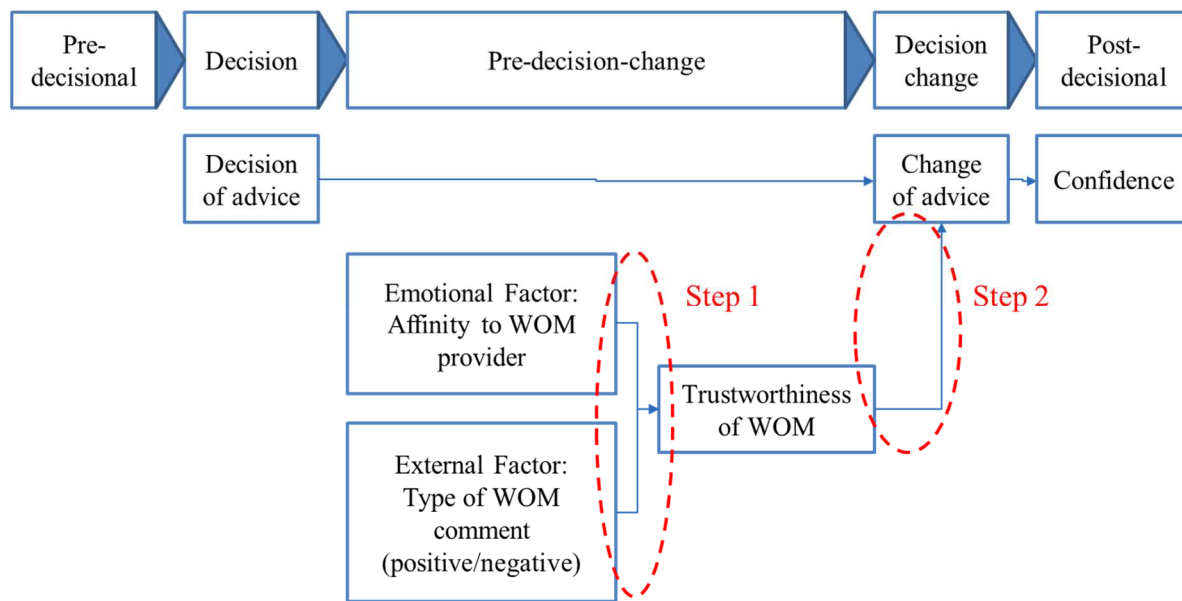 Pre-
decisional
Decision
Pre-decision-change
Decision
change
Post-
decisional
Decision
of advice
Change
of advice
Confidence
Emotional Factor:
Affinity to WOM
provider
Step 1
Step 2
Trustworthiness
of WOM
External Factor:
Type of WOM
comment
(positive/negative)